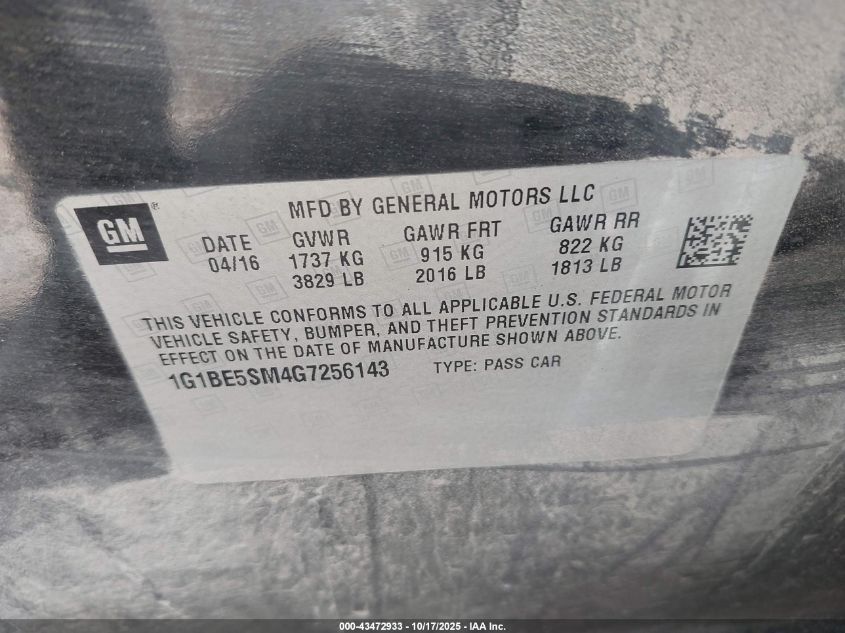 GM®
MFD BY GENERAL MOTORS LLC
DATE GVWR GAWR FRT GAWR RR
04/16 1737 KG 915 KG 822 KG
3829 LB 2016 LB 1813 LB
THIS VEHICLE CONFORMS TO ALL APPLICABLE U.S. FEDERAL MOTOR
VEHICLE SAFETY, BUMPER, AND THEFT PREVENTION STANDARDS IN
EFFECT ON THE DATE OF MANUFACTURE SHOWN ABOVE.
1G1BE5SM4G7256143 TYPE: PASS CAR
000-43472933 - 10/17/2025 - IAA Inc.